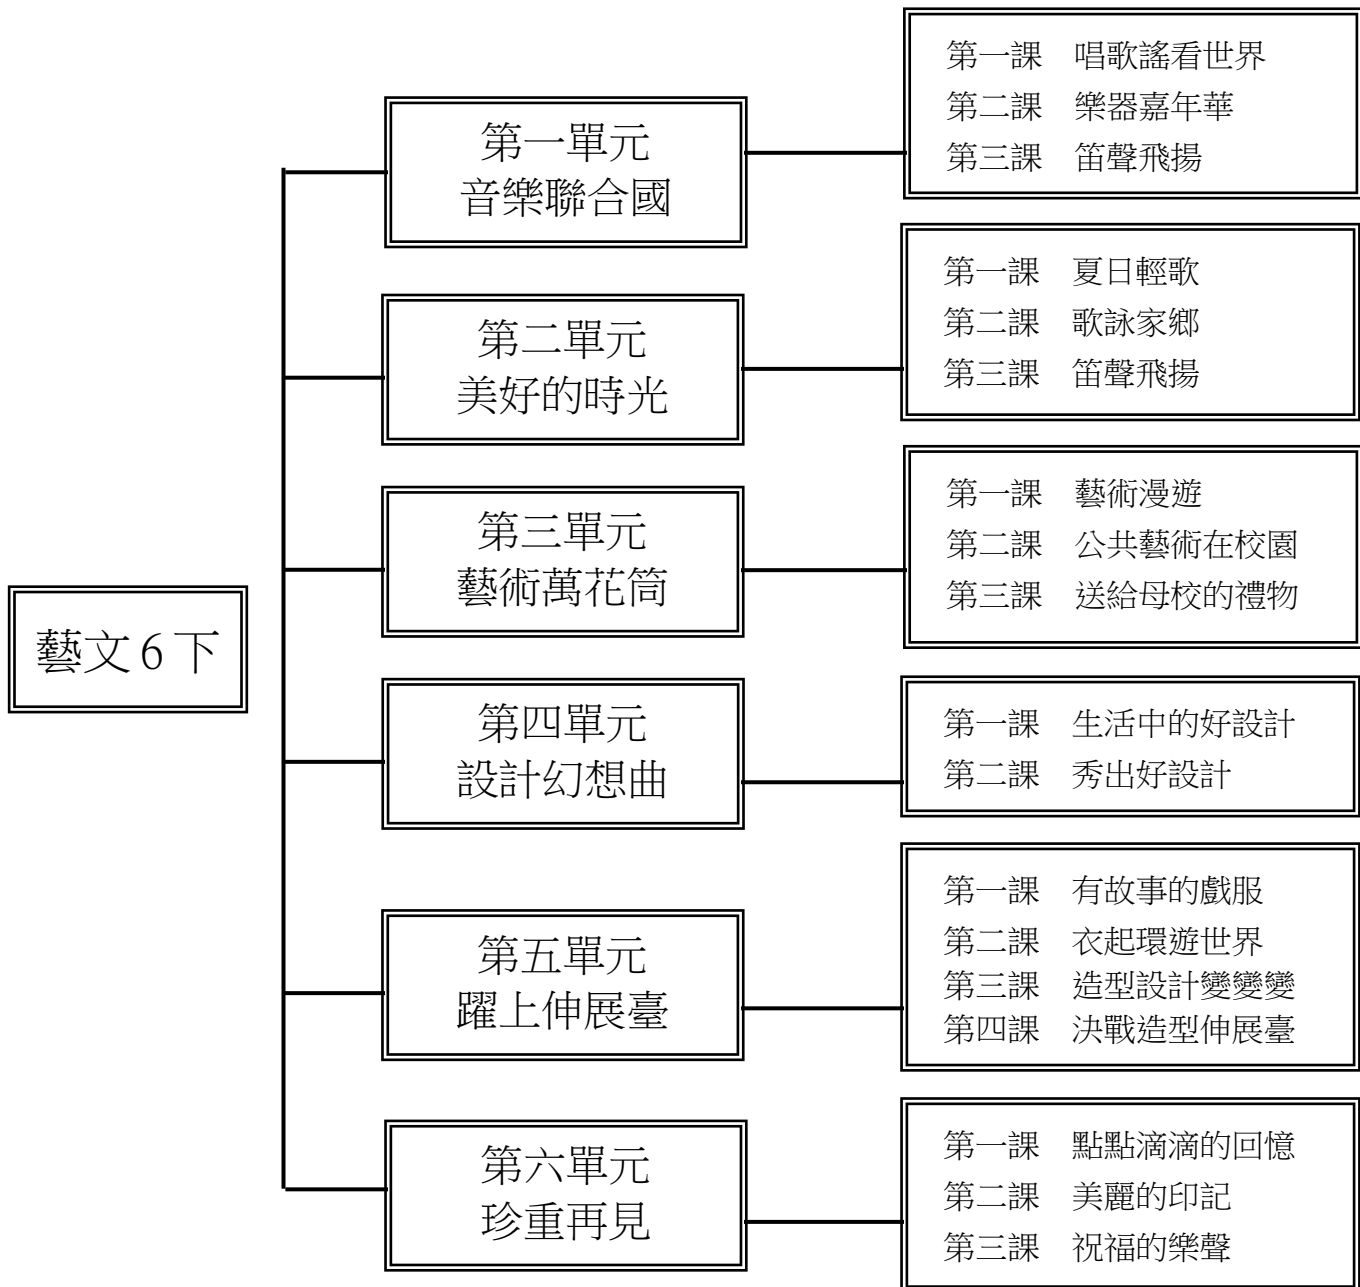 藝文6下
第一單元
音樂聯合國
第一課　唱歌謠看世界
第二課　樂器嘉年華
第三課　笛聲飛揚
第二單元
美好的時光
第一課　夏日輕歌
第二課　歌詠家鄉
第三課　笛聲飛揚
第三單元
藝術萬花筒
第一課　藝術漫遊
第二課　公共藝術在校園
第三課　送給母校的禮物
第四單元
設計幻想曲
第一課　生活中的好設計
第二課　秀出好設計
第五單元
躍上伸展臺
第一課　有故事的戲服
第二課　衣起環遊世界
第三課　造型設計變變變
第四課　決戰造型伸展臺
第六單元
珍重再見
第一課　點點滴滴的回憶
第二課　美麗的印記
第三課　祝福的樂聲